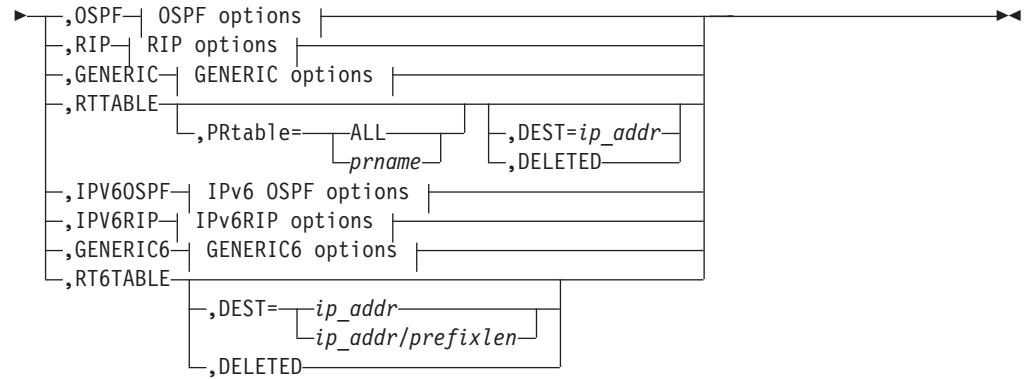 ,OSPF OSPF options
,RIP RIP options
,GENERIC GENERIC options
,RTTABLE
,PRtable= ALL ,DEST=ip_addr
prname ,DELETED
,IPV6OSPF IPv6 OSPF options
,IPV6RIP IPv6RIP options
,GENERIC6 GENERIC6 options
,RT6TABLE
,DEST= ip_addr
ip_addr/prefixlen
,DELETED